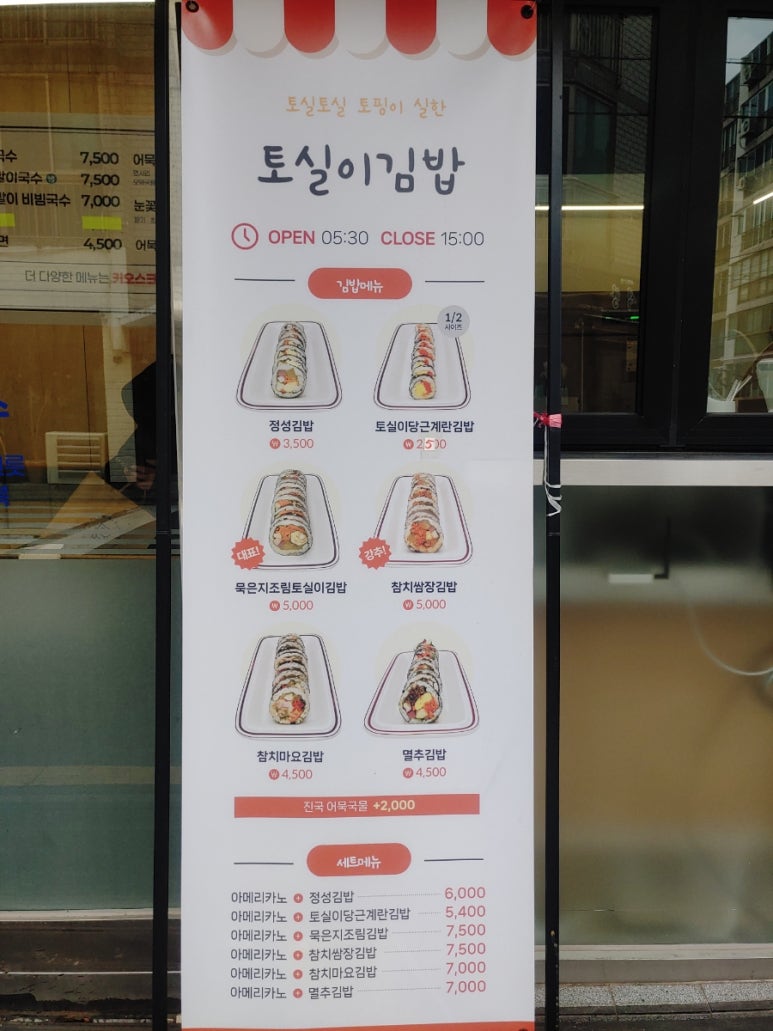 토실토실 토핑이 실한
토실이김밥
OPEN 05:30 CLOSE 15:00
김밥메뉴
1/2
사이즈
정성김밥
₩ 3,500
토실이당근계란김밥
₩ 2,500
대표!
묵은지조림토실이김밥
₩ 5,000
강추!
참치쌈장김밥
₩ 5,000
참치마요김밥
₩ 4,500
멸추김밥
₩ 4,500
진국 어묵국물 +2,000
세트메뉴
아메리카노 + 정성김밥 6,000
아메리카노 + 토실이당근계란김밥 5,400
아메리카노 + 묵은지조림김밥 7,500
아메리카노 + 참치쌈장김밥 7,500
아메리카노 + 참치마요김밥 7,000
아메리카노 + 멸추김밥 7,000
7,500 어묵
7,500
비빔국수 7,000 눈꽃
4,500 어묵
더 다양한 메뉴는 키오스크